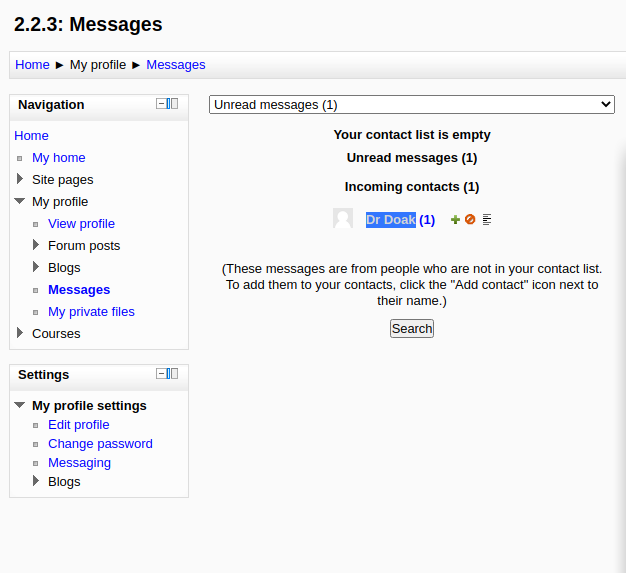 2.2.3: Messages
Home ► My profile ► Messages
Navigation
Home
My home
Site pages
My profile
View profile
Forum posts
Blogs
Messages
My private files
Courses
Settings
My profile settings
Edit profile
Change password
Messaging
Blogs
Unread messages (1)
Your contact list is empty
Unread messages (1)
Incoming contacts (1)
Dr Doak (1)
(These messages are from people who are not in your contact list.
To add them to your contacts, click the "Add contact" icon next to
their name.)
Search